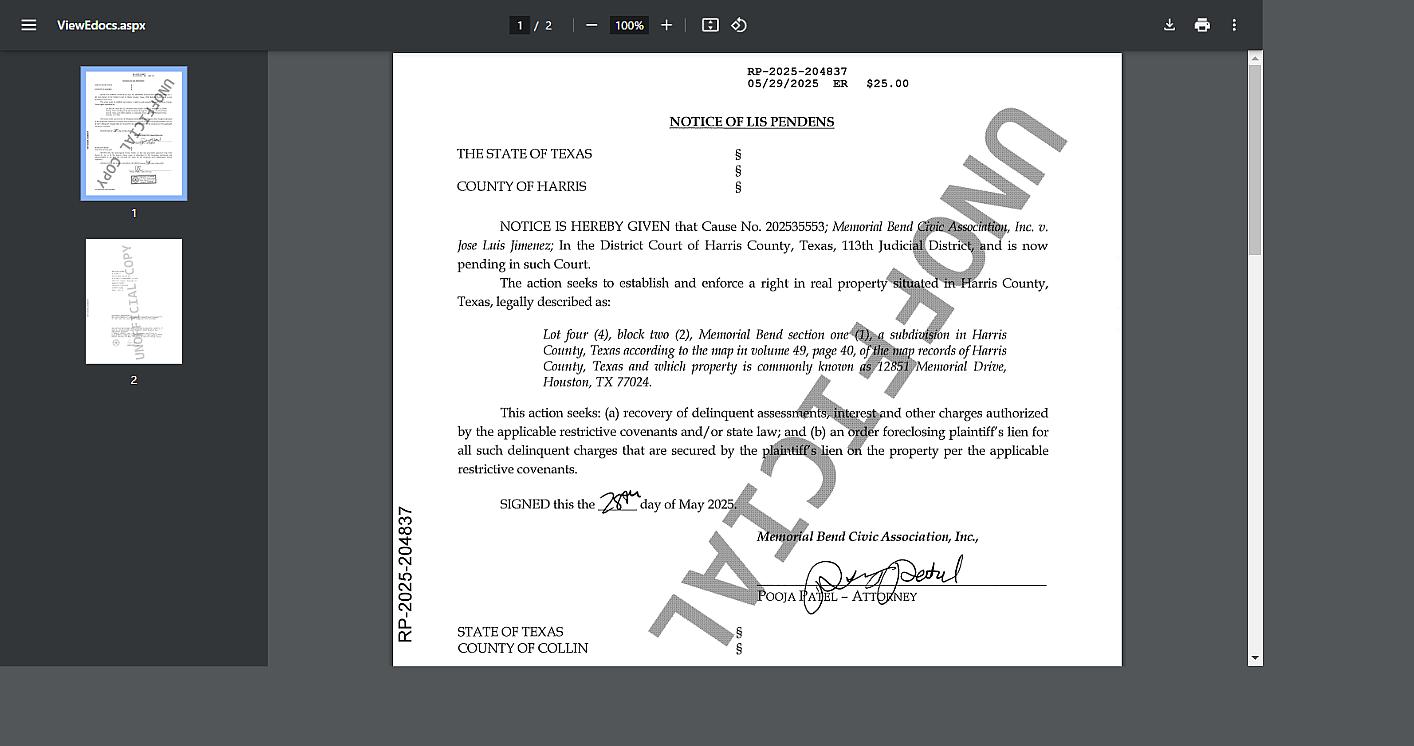 ViewEdocs.aspx
1 / 2
100%
1
2
RP-2025-204837
05/29/2025 ER $25.00
NOTICE OF LIS PENDENS
THE STATE OF TEXAS §
§
COUNTY OF HARRIS §
NOTICE IS HEREBY GIVEN that Cause No. 202535553; Memorial Bend Civic Association, Inc. v.
Jose Luis Jimenez; In the District Court of Harris County, Texas, 113th Judicial District, and is now
pending in such Court.
The action seeks to establish and enforce a right in real property situated in Harris County,
Texas, legally described as:
Lot four (4), block two (2), Memorial Bend section one (1), a subdivision in Harris
County, Texas according to the map in volume 49, page 40, of the map records of Harris
County, Texas and which property is commonly known as 12851 Memorial Drive,
Houston, TX 77024.
This action seeks: (a) recovery of delinquent assessments, interest and other charges authorized
by the applicable restrictive covenants and/or state law; and (b) an order foreclosing plaintiff's lien for
all such delinquent charges that are secured by the plaintiff's lien on the property per the applicable
restrictive covenants.
SIGNED this the 28th day of May 2025.
Memorial Bend Civic Association, Inc.,
POOJA PATEL – ATTORNEY
STATE OF TEXAS §
COUNTY OF COLLIN §
RP-2025-204837
UNOFFICIAL
UNOFFICIAL COPY
UNOFFICIAL COPY